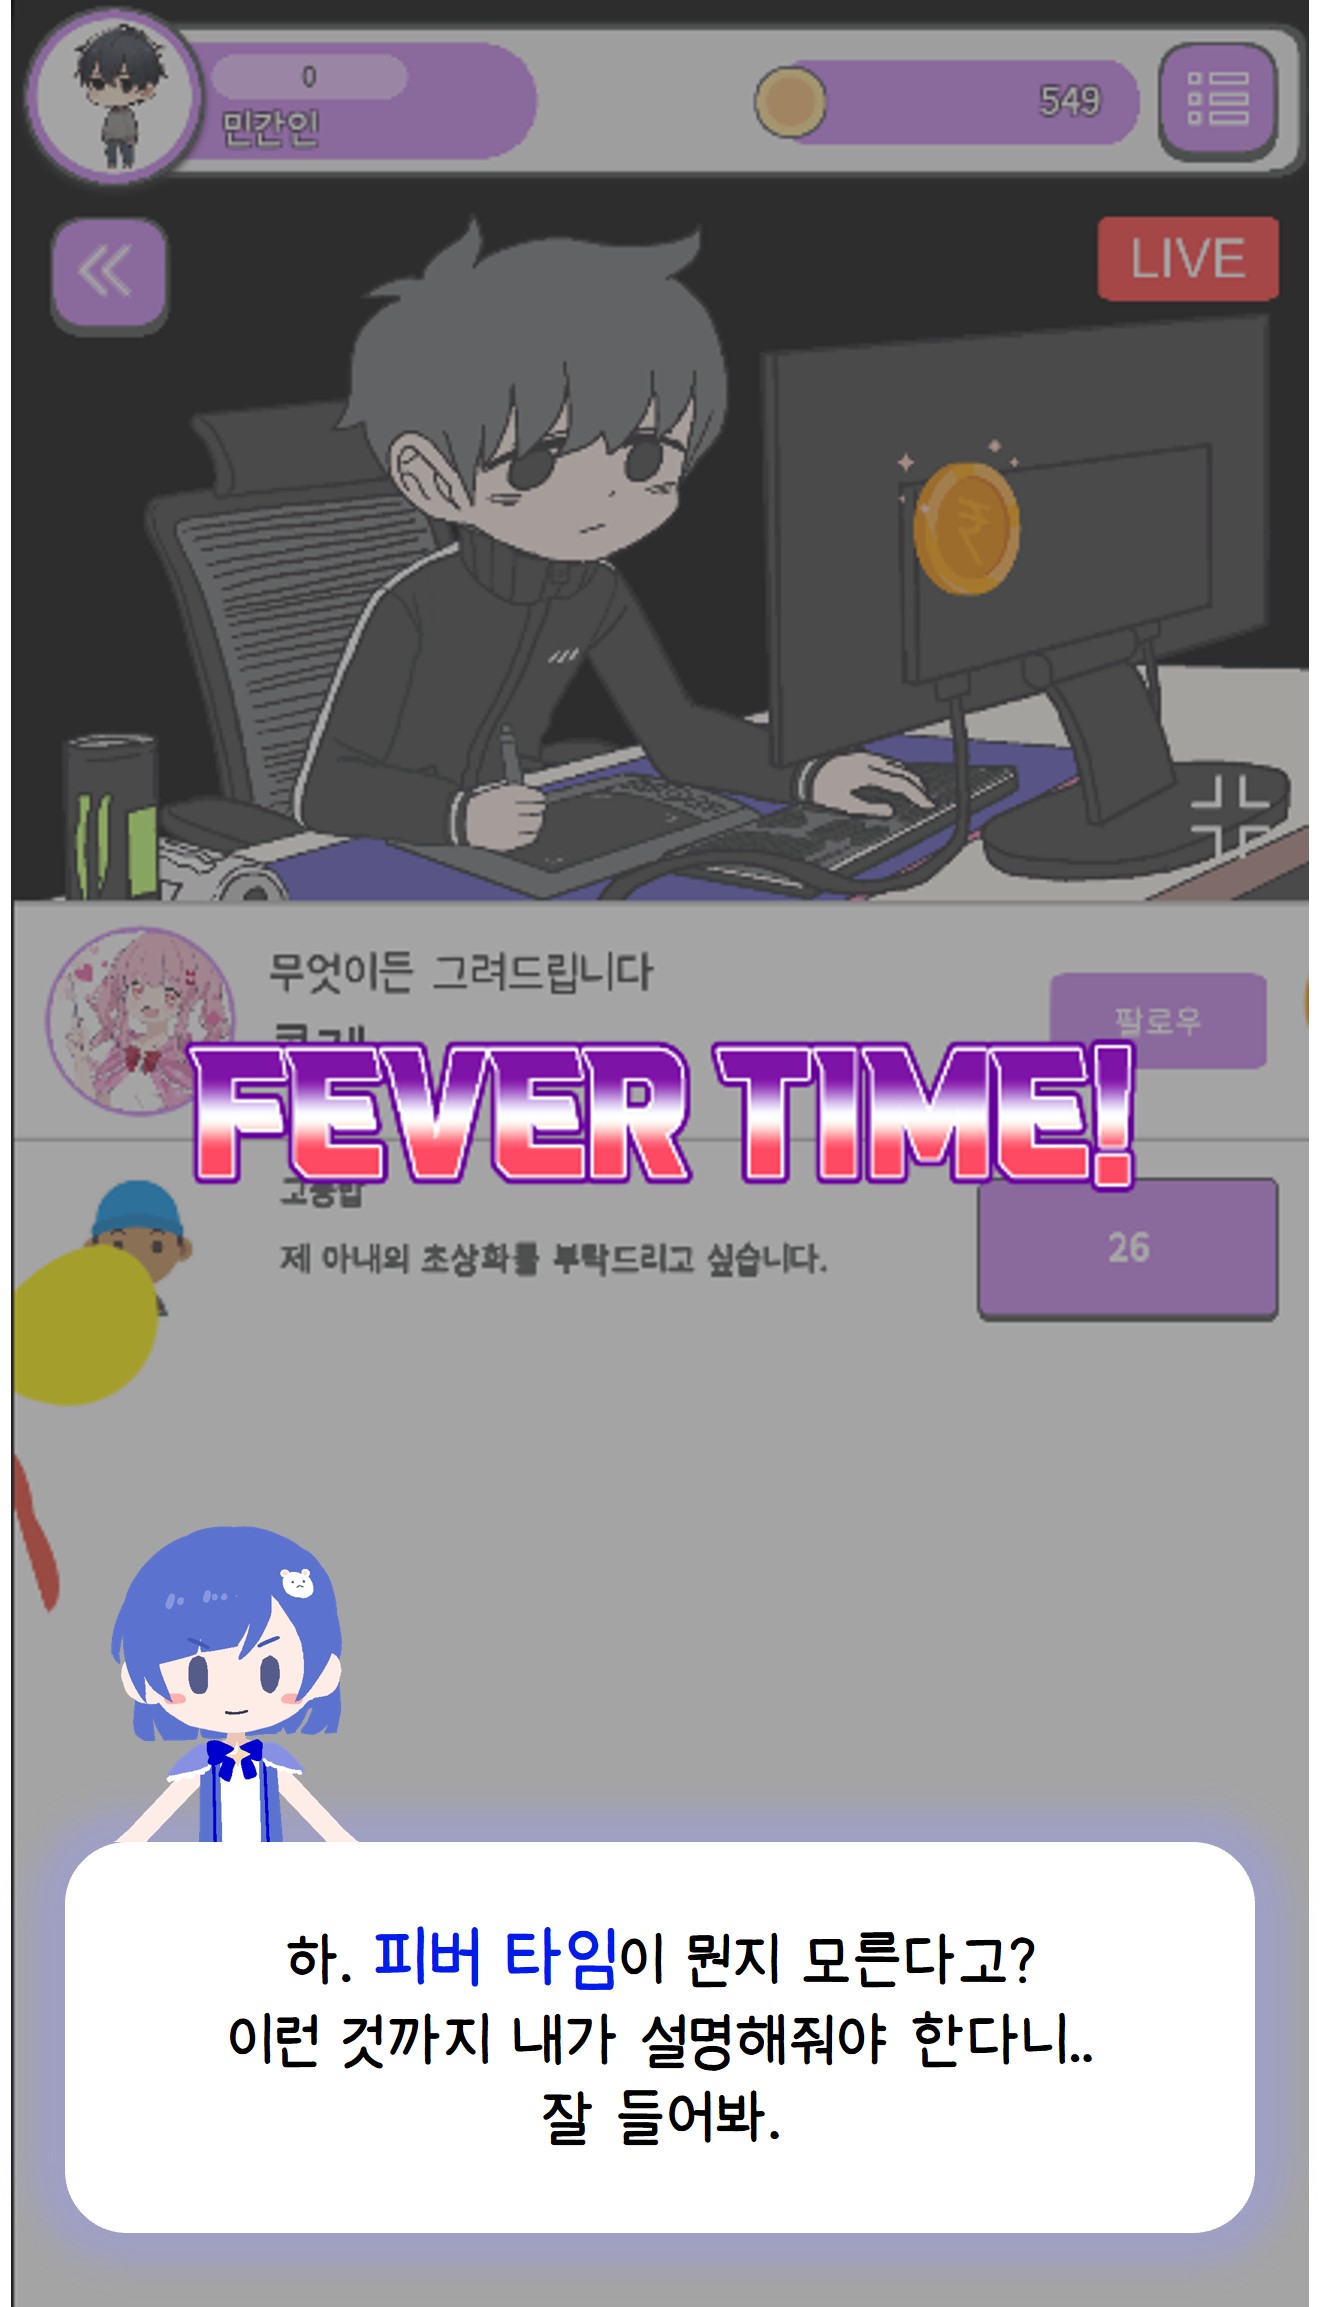 0
민간인
549
LIVE
무엇이든 그려드립니다
팔로우
FEVER TIME!
제 아내의 초상화를 부탁드리고 싶습니다.
26
하. 피버 타임이 뭔지 모른다고?
이런 것까지 내가 설명해줘야 한다니..
잘 들어봐.